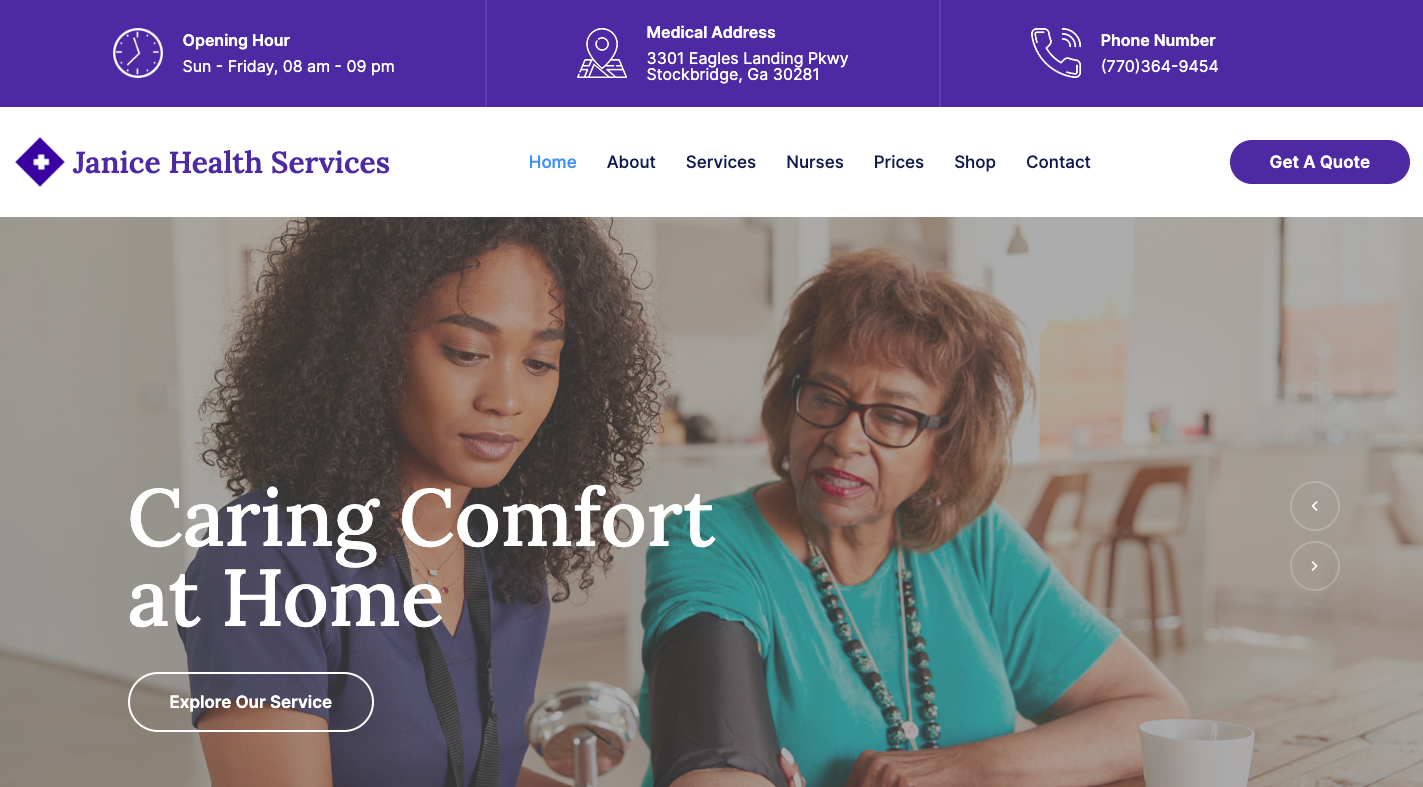 Opening Hour
Sun - Friday, 08 am - 09 pm
Medical Address
3301 Eagles Landing Pkwy
Stockbridge, Ga 30281
Phone Number
(770)364-9454
Janice Health Services
Home About Services Nurses Prices Shop Contact
Get A Quote
Caring Comfort
at Home
Explore Our Service